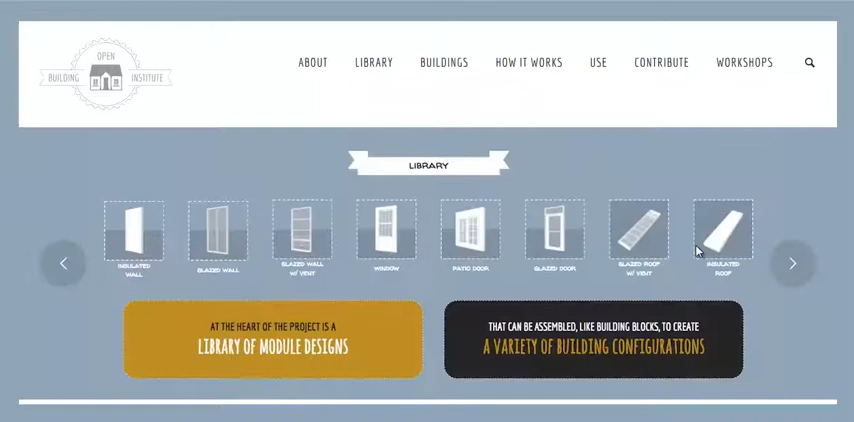 OPEN
BUILDING INSTITUTE
ABOUT LIBRARY BUILDINGS HOW IT WORKS USE CONTRIBUTE WORKSHOPS
LIBRARY
INSULATED
WALL
GLAZED WALL
GLAZED WALL
W/ VENT
WINDOW
PATIO DOOR
GLAZED DOOR
GLAZED ROOF
W/ VENT
INSULATED
ROOF
AT THE HEART OF THE PROJECT IS A
LIBRARY OF MODULE DESIGNS
THAT CAN BE ASSEMBLED, LIKE BUILDING BLOCKS, TO CREATE
A VARIETY OF BUILDING CONFIGURATIONS